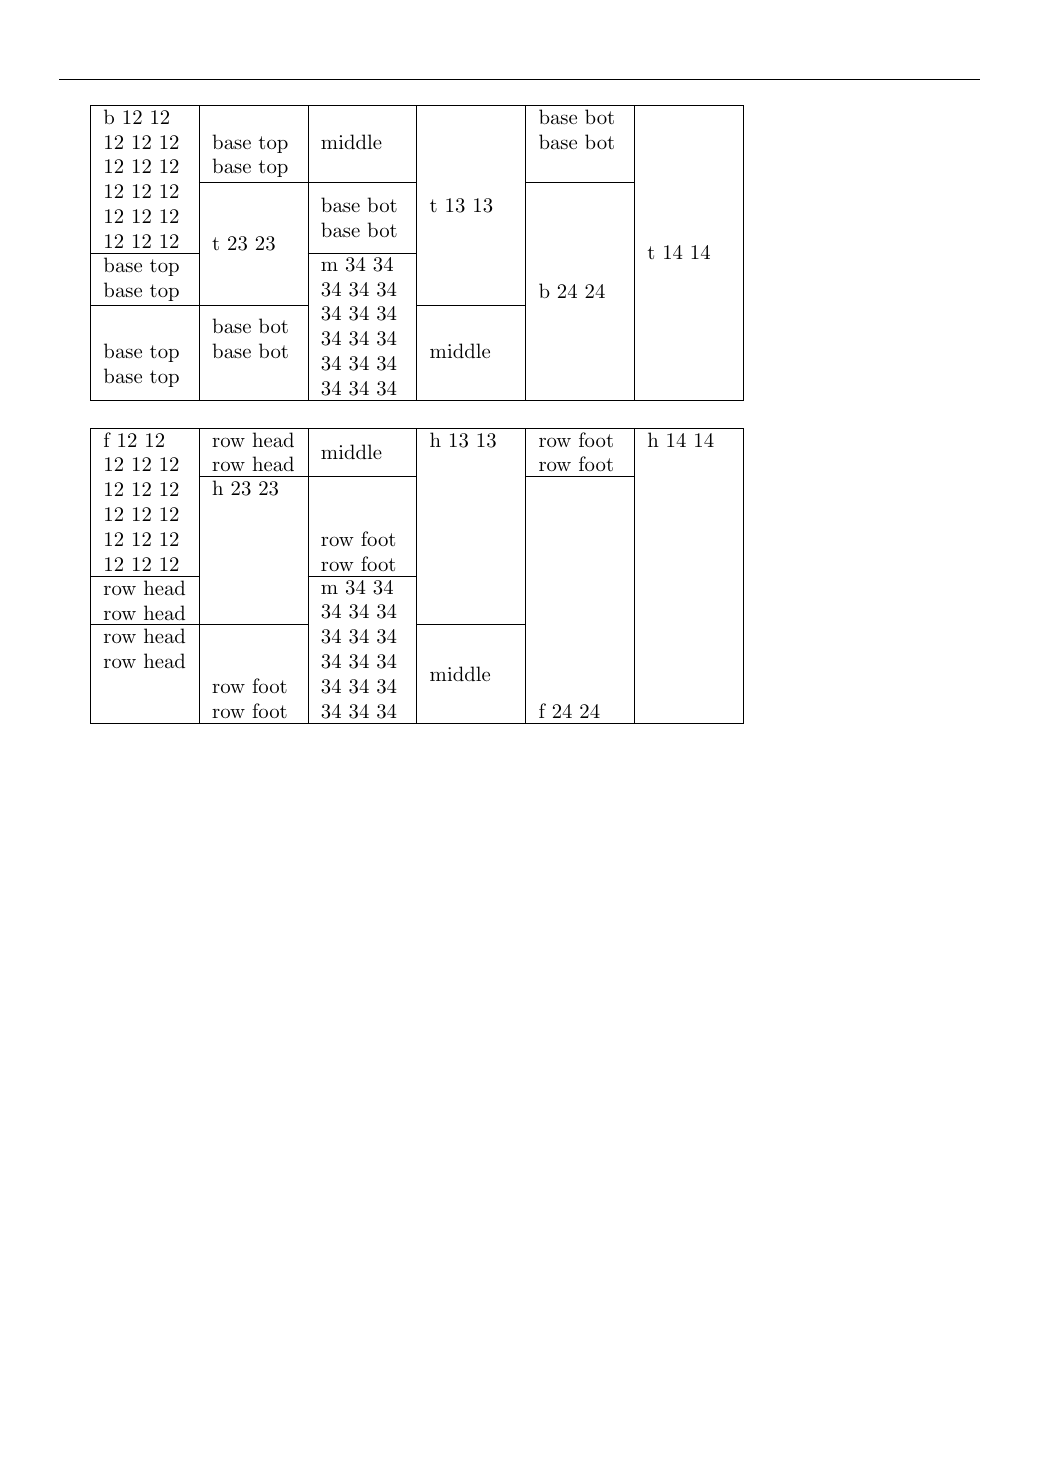 b 12 12
12 12 12
12 12 12
12 12 12
12 12 12
12 12 12
base top
base top
middle
t 13 13
base bot
base bot
t 14 14
t 23 23
base bot
base bot
b 24 24
base top
base top
m 34 34
34 34 34
34 34 34
34 34 34
34 34 34
34 34 34
base top
base top
base bot
base bot
middle
f 12 12
12 12 12
12 12 12
12 12 12
12 12 12
12 12 12
row head
row head
middle
h 13 13
row foot
row foot
h 14 14
h 23 23
row foot
row foot
f 24 24
row head
row head
m 34 34
34 34 34
34 34 34
34 34 34
34 34 34
34 34 34
row head
row head
row foot
row foot
middle